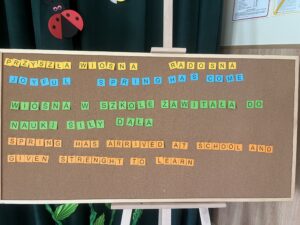 PRZYSZŁA WIOSNA RADOSNA
JOYFUL SPRING HAS COME
WIOSNA W SZKOLE ZAWITAŁA DO
NAUKI SIŁY DAŁA
SPRING HAS ARRIVED AT SCHOOL AND
GIVEN STRENGHT TO LEARN